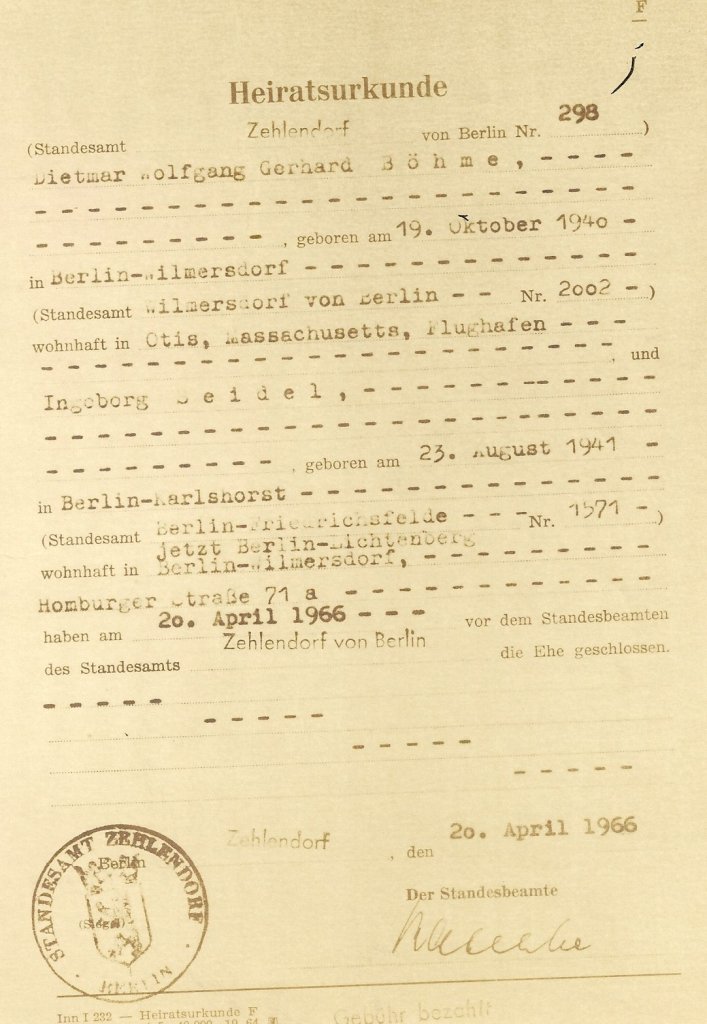 F
Heiratsurkunde
(Standesamt Zehlendorf von Berlin Nr. 298 )
Dietmar Wolfgang Gerhard B ö h m e , - - - -
- - - - - - - - - - - - - - - - - - - - - - -
- - - - - - - - - , geboren am 19. Oktober 1940 -
in Berlin-Wilmersdorf - - - - - - - - - - - - -
(Standesamt Wilmersdorf von Berlin - - Nr. 2002 - )
wohnhaft in Otis, Massachusetts, Flughafen - - -
- - - - - - - - - - - - - - - - - - - - - - , und
Ingeborg e i d e l , - - - - - - - - - - - -
- - - - - - - - - - - - - - - - - - - - - - -
- - - - - - - - - , geboren am 23. August 1941 -
in Berlin-Karlshorst - - - - - - - - - - - - - -
(Standesamt Berlin-Friedrichsfelde - - - Nr. 1571 - )
jetzt Berlin-Lichtenberg
wohnhaft in Berlin-Wilmersdorf, - - - - - - - - -
Homburger Straße 71 a - - - - - - - - - - - -
haben am 20. April 1966 - - - vor dem Standesbeamten
des Standesamts Zehlendorf von Berlin die Ehe geschlossen.
- - - - -
- - - - -
- - - - -
- - - - -
Zehlendorf , den 20. April 1966
Berlin
Der Standesbeamte
(Siegel)
STANDESAMT ZEHLENDORF
BERLIN
Inn I 232 — Heiratsurkunde F
Gebühr bezahlt